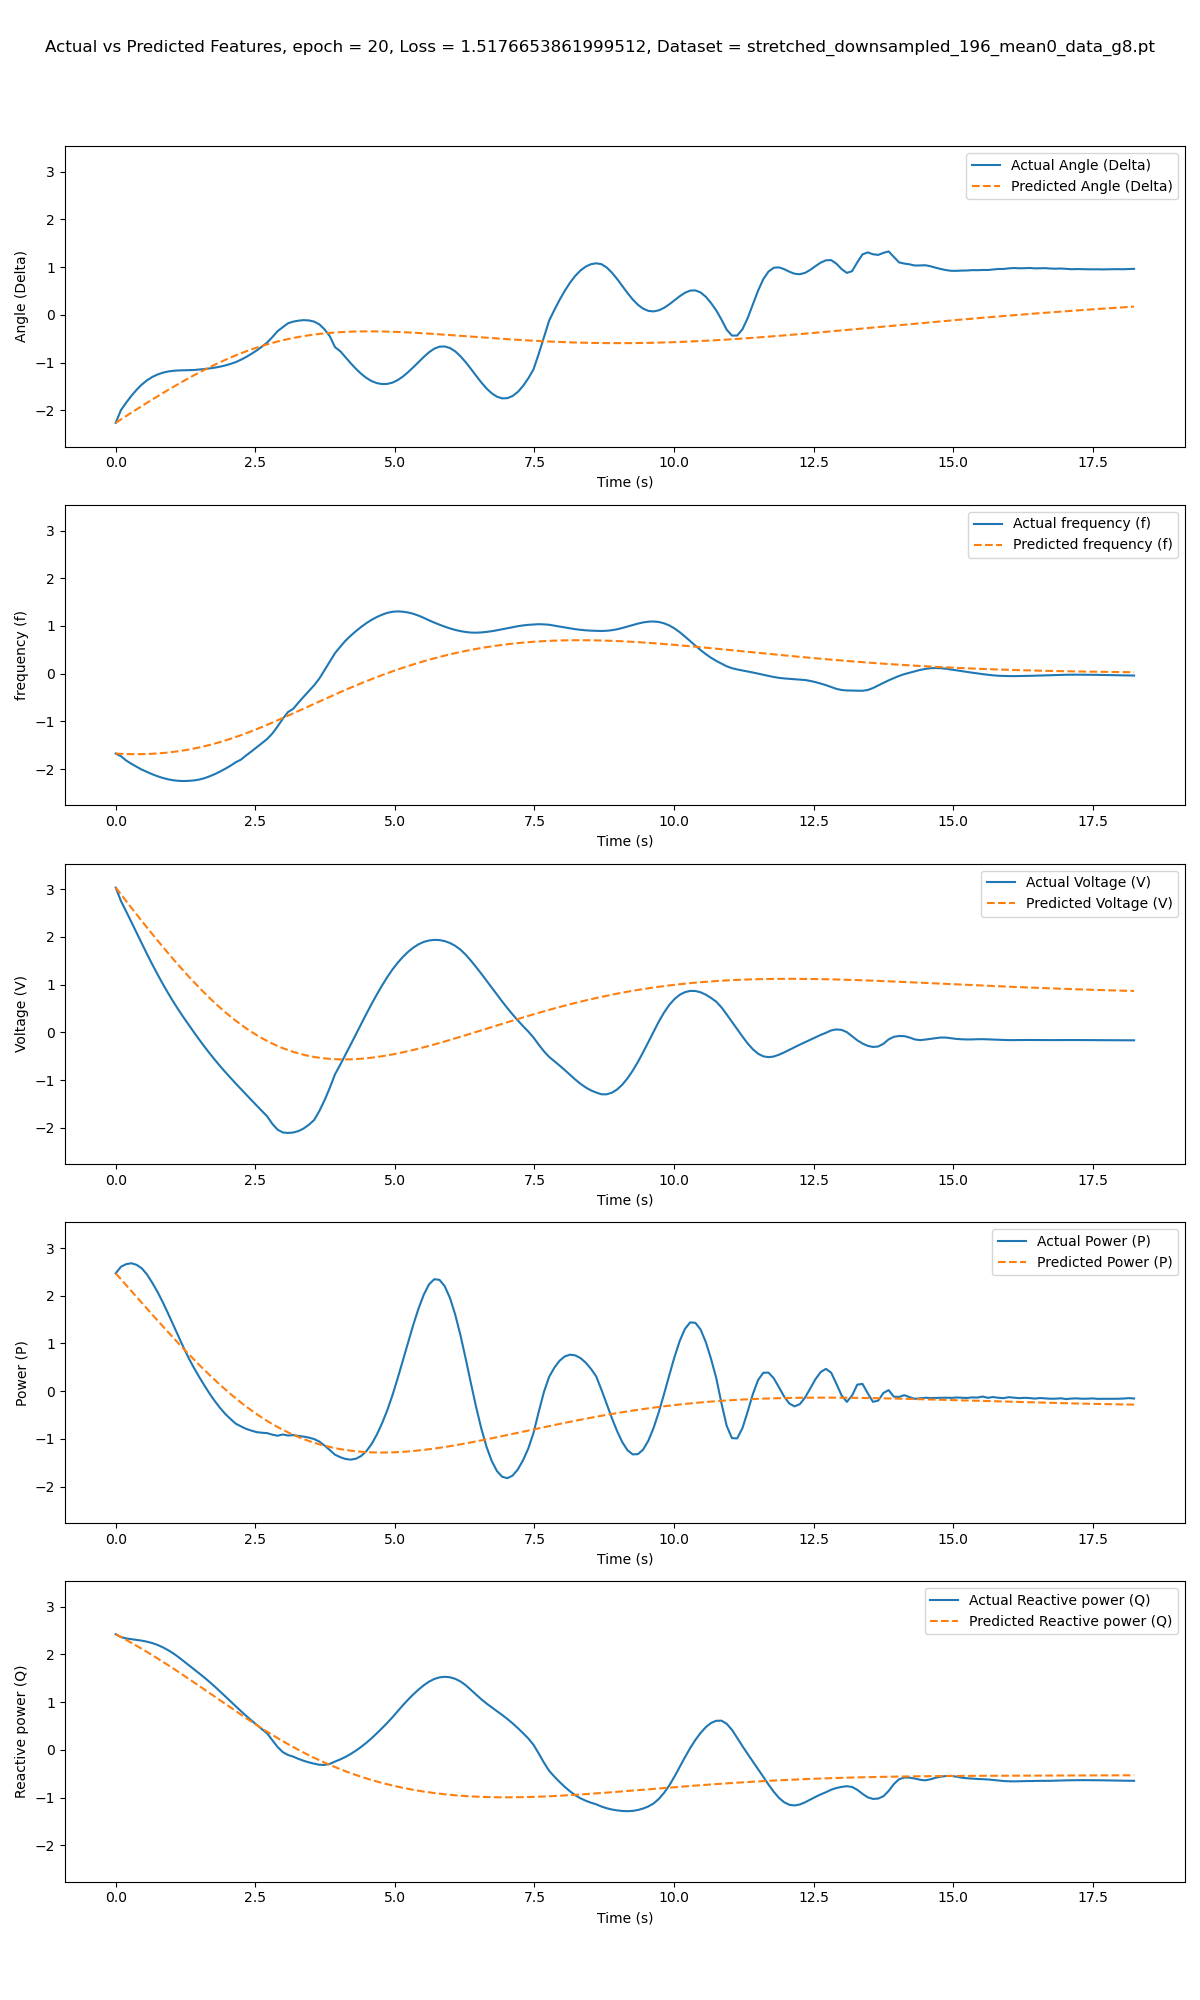 Actual vs Predicted Features, epoch = 20, Loss = 1.5176653861999512, Dataset = stretched_downsampled_196_mean0_data_g8.pt
Actual Angle (Delta)
Predicted Angle (Delta)
Angle (Delta)
3
2
1
0
−1
−2
0.0 2.5 5.0 7.5 10.0 12.5 15.0 17.5
Time (s)
Actual frequency (f)
Predicted frequency (f)
frequency (f)
3
2
1
0
−1
−2
0.0 2.5 5.0 7.5 10.0 12.5 15.0 17.5
Time (s)
Actual Voltage (V)
Predicted Voltage (V)
Voltage (V)
3
2
1
0
−1
−2
0.0 2.5 5.0 7.5 10.0 12.5 15.0 17.5
Time (s)
Actual Power (P)
Predicted Power (P)
Power (P)
3
2
1
0
−1
−2
0.0 2.5 5.0 7.5 10.0 12.5 15.0 17.5
Time (s)
Actual Reactive power (Q)
Predicted Reactive power (Q)
Reactive power (Q)
3
2
1
0
−1
−2
0.0 2.5 5.0 7.5 10.0 12.5 15.0 17.5
Time (s)